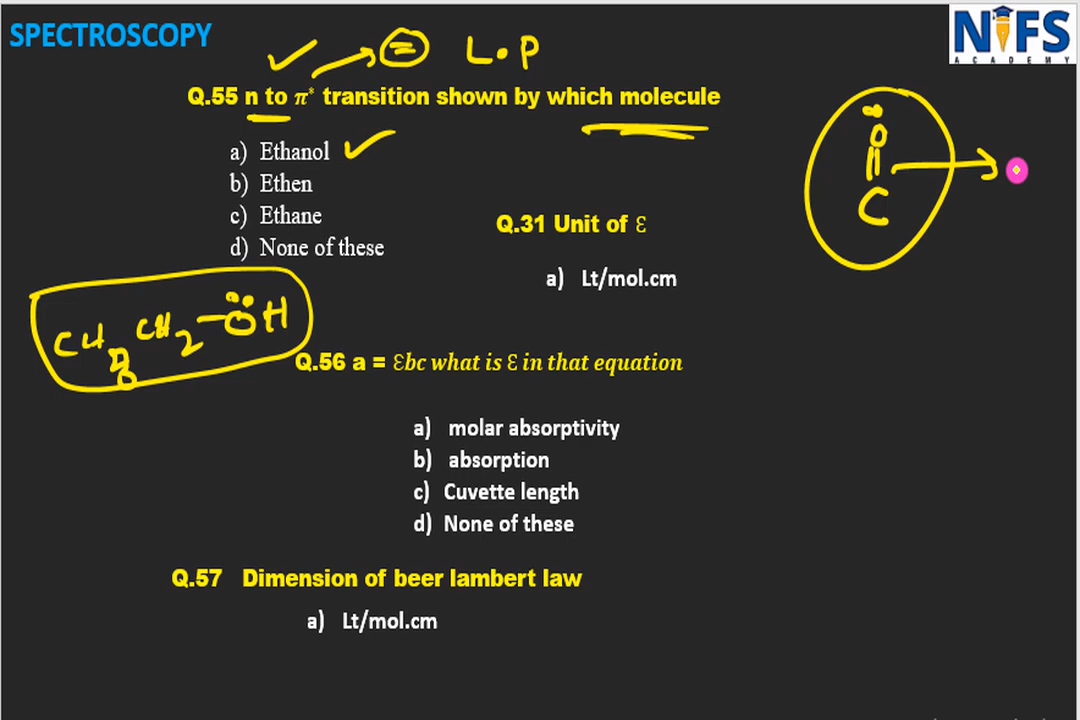 SPECTROSCOPY
NIFS
ACADEMY
= L.P
Q.55 n to π* transition shown by which molecule
a) Ethanol
b) Ethen
c) Ethane
d) None of these
O
C
Q.31 Unit of ε
a) Lt/mol.cm
CH3 CH2-OH
Q.56 a = εbc what is ε in that equation
a) molar absorptivity
b) absorption
c) Cuvette length
d) None of these
Q.57 Dimension of beer lambert law
a) Lt/mol.cm